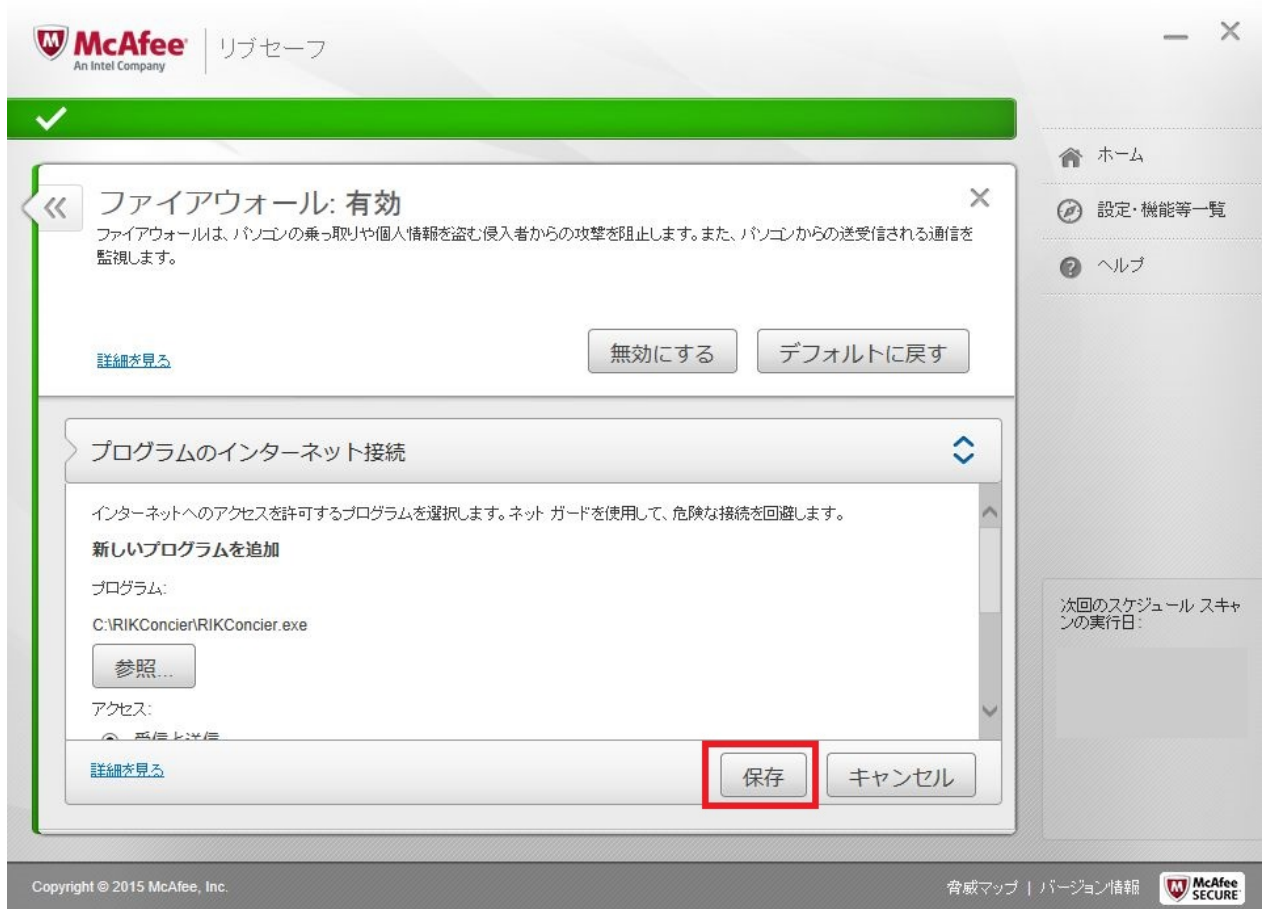 McAfee
An Intel Company
リブセーフ
ホーム
設定・機能等一覧
ヘルプ
ファイアウォール: 有効
ファイアウォールは、パソコンの乗っ取りや個人情報を盗む侵入者からの攻撃を阻止します。また、パソコンからの送受信される通信を
監視します。
詳細を見る
無効にする
デフォルトに戻す
プログラムのインターネット接続
インターネットへのアクセスを許可するプログラムを選択します。ネット ガードを使用して、危険な接続を回避します。
新しいプログラムを追加
プログラム:
C:\RIKConcier\RIKConcier.exe
参照...
アクセス:
受信と送信
詳細を見る
保存
キャンセル
次回のスケジュール スキャ
ンの実行日:
Copyright © 2015 McAfee, Inc.
脅威マップ | バージョン情報
McAfee
SECURE